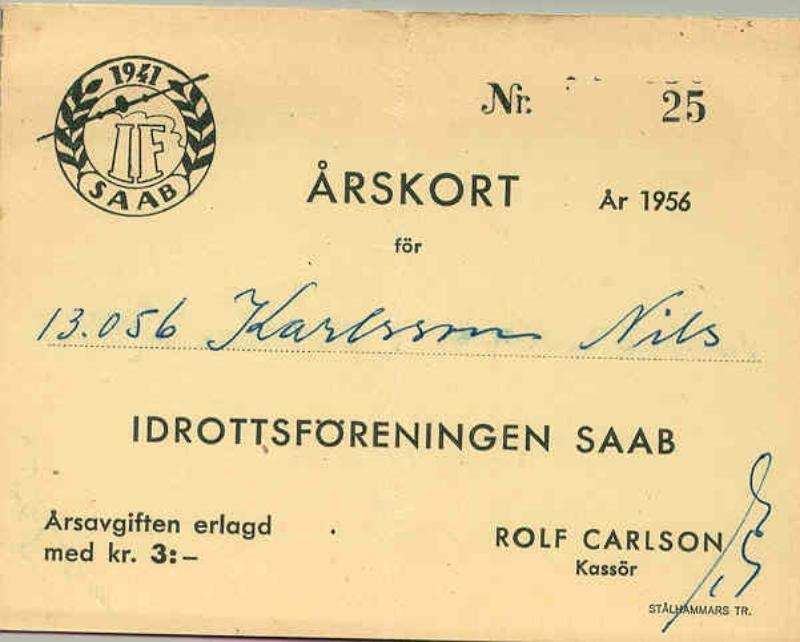 1941
IF
SAAB
Nr. 25
ÅRSKORT År 1956
för
13.056 Karlsson Nils
IDROTTSFÖRENINGEN SAAB
Årsavgiften erlagd
med kr. 3:–
ROLF CARLSON
Kassör
STÅLHAMMARS TR.